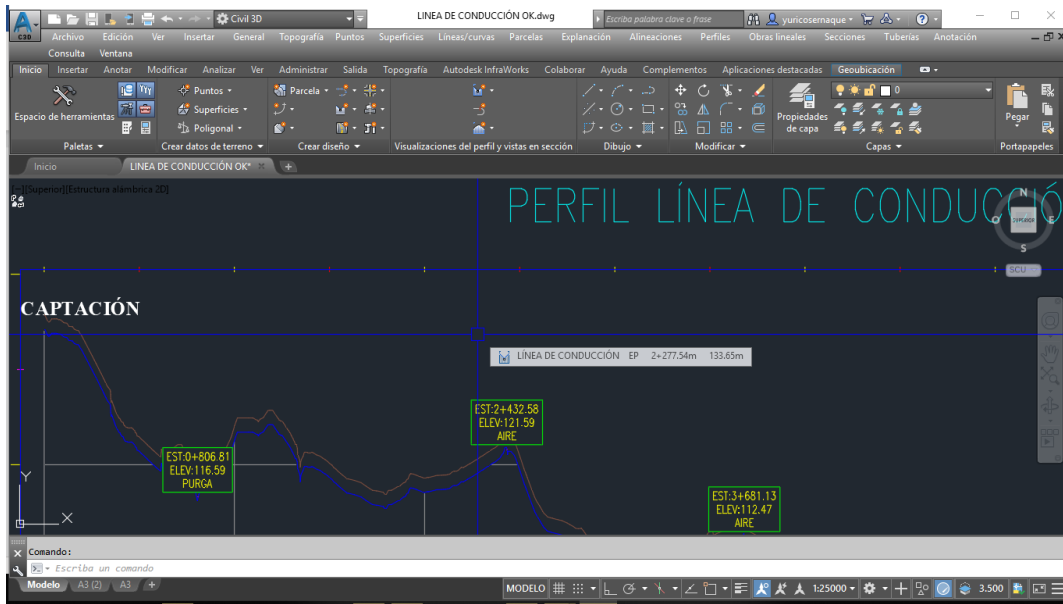 C3D
Civil 3D
LINEA DE CONDUCCIÓN OK.dwg
Escriba palabra clave o frase
yuricosernaque
Archivo Edición Ver Insertar General Topografía Puntos Superficies Líneas/curvas Parcelas Explanación Alineaciones Perfiles Obras lineales Secciones Tuberías Anotación
Consulta Ventana
Inicio Insertar Anotar Modificar Analizar Ver Administrar Salida Topografía Autodesk InfraWorks Colaborar Ayuda Complementos Aplicaciones destacadas Geoubicación
Espacio de herramientas
Puntos
Superficies
Poligonal
Parcela
Propiedades
de capa
0
Pegar
Paletas
Crear datos de terreno
Crear diseño
Visualizaciones del perfil y vistas en sección
Dibujo
Modificar
Capas
Portapapeles
Inicio
LINEA DE CONDUCCIÓN OK*
[−][Superior][Estructura alámbrica 2D]
PERFIL LÍNEA DE CONDUCCIÓ
N
O
SUPERIOR
E
S
SCU
CAPTACIÓN
LÍNEA DE CONDUCCIÓN EP 2+277.54m 133.65m
EST:2+432.58
ELEV:121.59
AIRE
EST:0+806.81
ELEV:116.59
PURGA
EST:3+681.13
ELEV:112.47
AIRE
Y
X
Comando:
Escriba un comando
Modelo A3 (2) A3 +
MODELO
1:25000
3.500